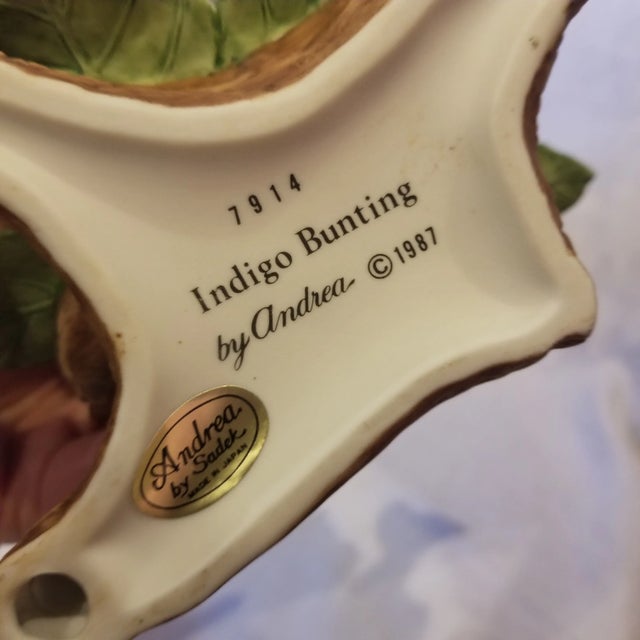 7914
Indigo Bunting
by Andrea ©1987
Andrea
by Sadek
MADE IN JAPAN